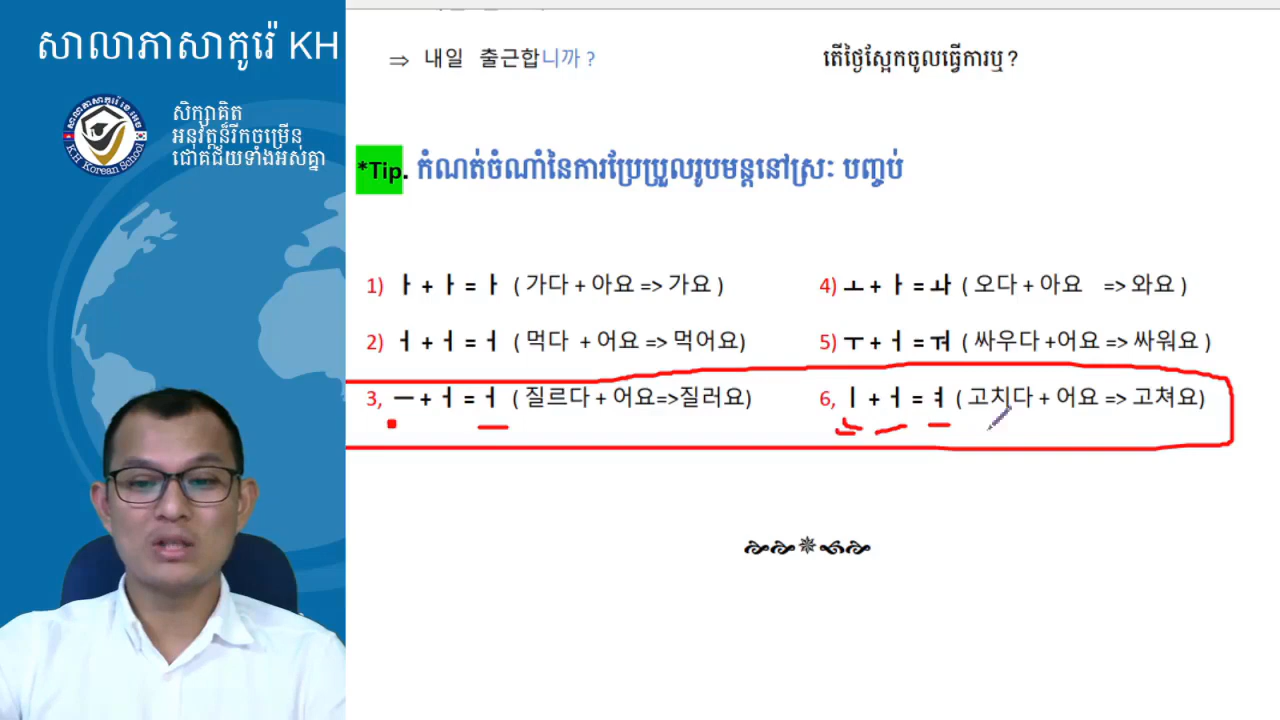 សាលាភាសាកូរ៉េ KH
សិក្សាគិត
អនុវត្តន៍រីកចម្រើន
ជោគជ័យទាំងអស់គ្នា
K.H Korean School
⇒ 내일 출근합니까 ? តើថ្ងៃស្អែកចូលធ្វើការឬ ?
*Tip. កំណត់ចំណាំនៃការប្រែប្រួលរូបមន្តនៅស្រៈ បញ្ចប់
1) ㅏ + ㅏ = ㅏ ( 가다 + 아요 => 가요 )
2) ㅓ + ㅓ = ㅓ ( 먹다 + 어요 => 먹어요)
3, ㅡ + ㅓ = ㅓ ( 질르다 + 어요=>질러요)
4) ㅗ + ㅏ = ㅘ ( 오다 + 아요 => 와요 )
5) ㅜ + ㅓ = ㅝ ( 싸우다 +어요 => 싸워요 )
6, ㅣ + ㅓ = ㅕ ( 고치다 + 어요 => 고쳐요)